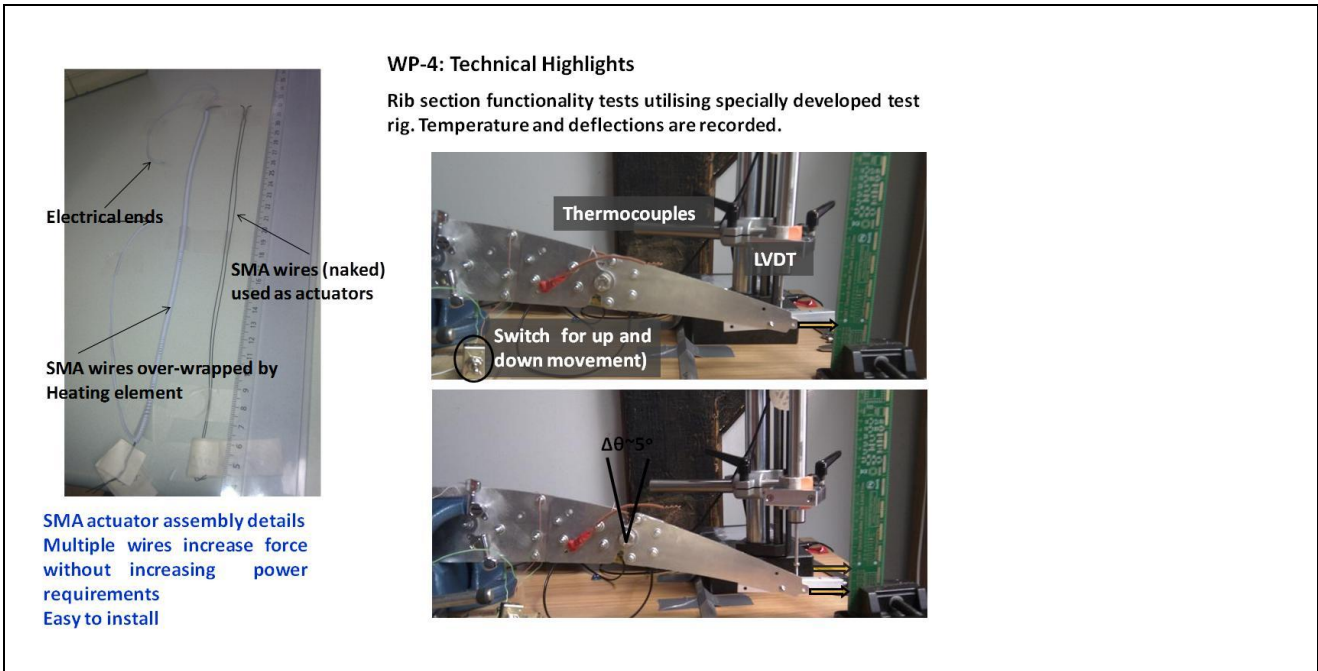 WP-4: Technical Highlights
Rib section functionality tests utilising specially developed test
rig. Temperature and deflections are recorded.
Electrical ends
SMA wires (naked)
used as actuators
SMA wires over-wrapped by
Heating element
SMA actuator assembly details
Multiple wires increase force
without increasing power
requirements
Easy to install
Thermocouples
LVDT
Switch for up and
down movement)
Δθ~5°